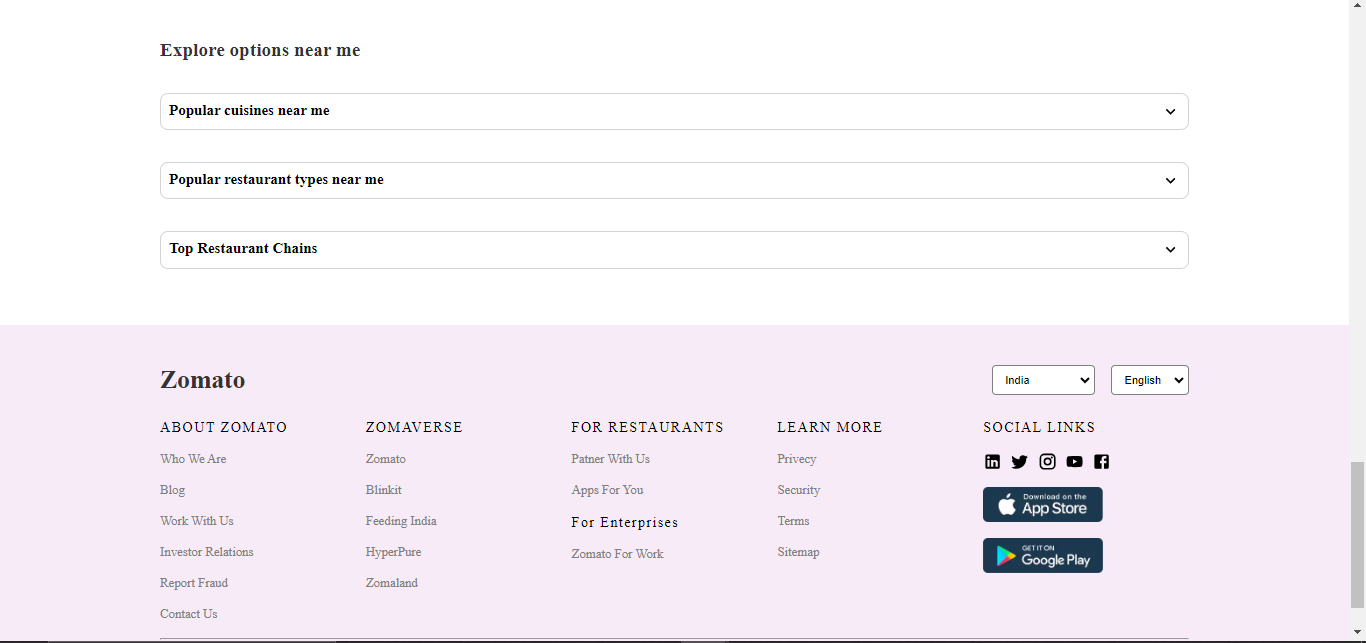 Explore options near me
Popular cuisines near me
Popular restaurant types near me
Top Restaurant Chains
Zomato
India
English
ABOUT ZOMATO
Who We Are
Blog
Work With Us
Investor Relations
Report Fraud
Contact Us
ZOMAVERSE
Zomato
Blinkit
Feeding India
HyperPure
Zomaland
FOR RESTAURANTS
Patner With Us
Apps For You
For Enterprises
Zomato For Work
LEARN MORE
Privecy
Security
Terms
Sitemap
SOCIAL LINKS
Download on the
App Store
GET IT ON
Google Play